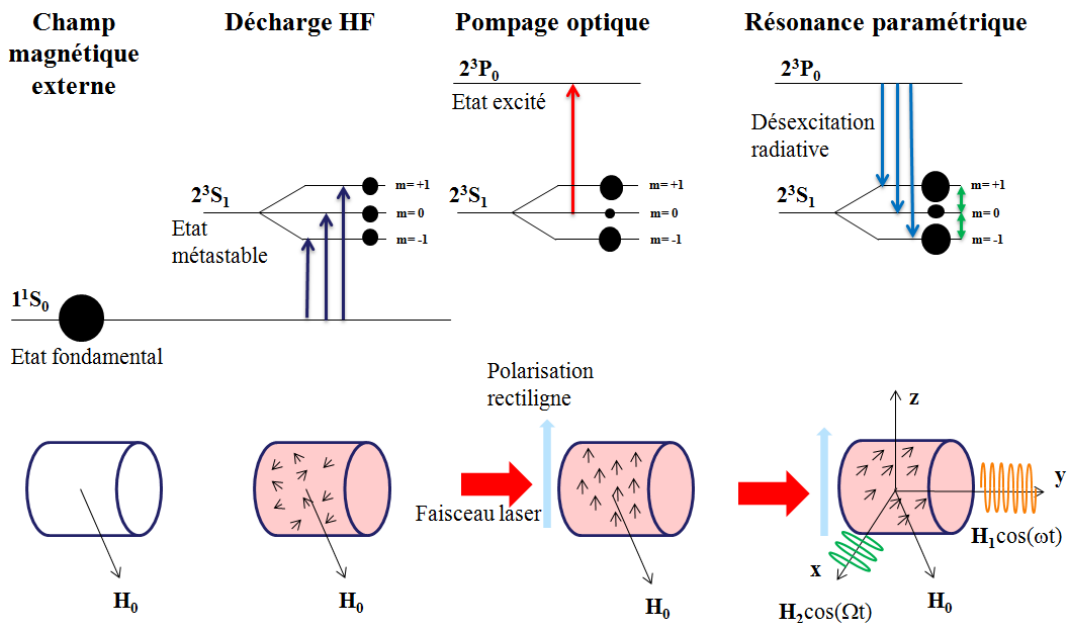 Champ
magnétique
externe
Décharge HF
Pompage optique
Résonance paramétrique
2³P₀
Etat excité
2³P₀
Désexcitation
radiative
2³S₁
m= +1
m= 0
m= -1
Etat
métastable
2³S₁
m= +1
m= 0
m= -1
2³S₁
m= +1
m= 0
m= -1
1¹S₀
Etat fondamental
Polarisation
rectiligne
Faisceau laser
z
y
x
H₁cos(ωt)
H₂cos(Ωt)
H₀
H₀
H₀
H₀